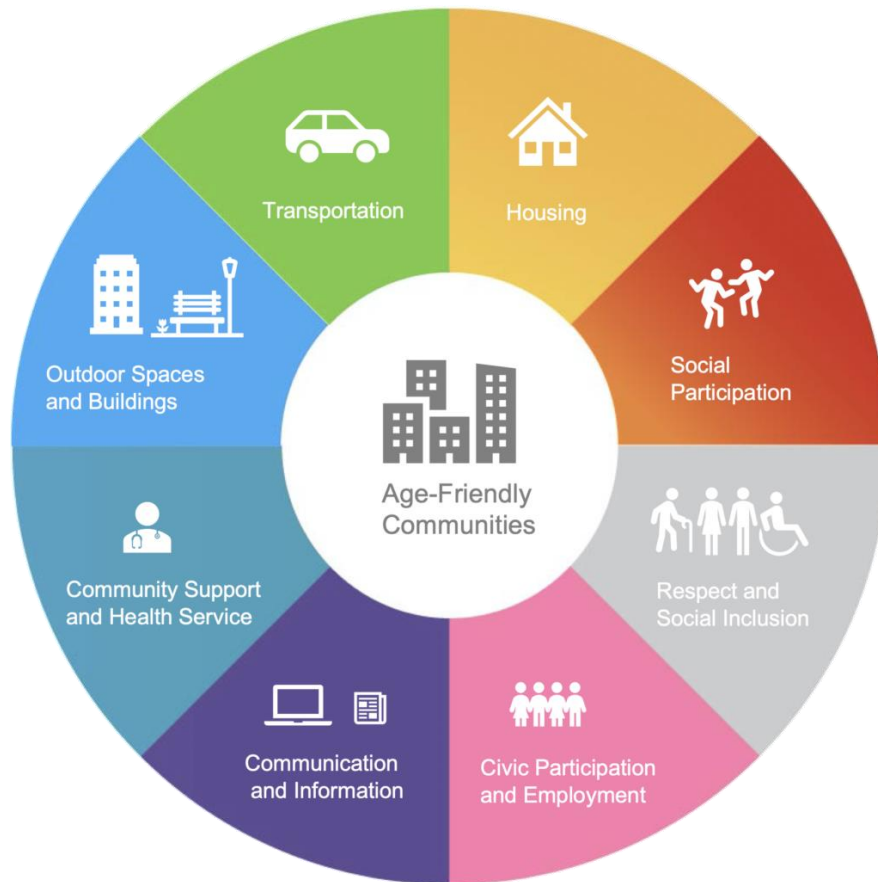 Transportation
Housing
Social
Participation
Respect and
Social Inclusion
Civic Participation
and Employment
Communication
and Information
Community Support
and Health Service
Outdoor Spaces
and Buildings
Age-Friendly
Communities